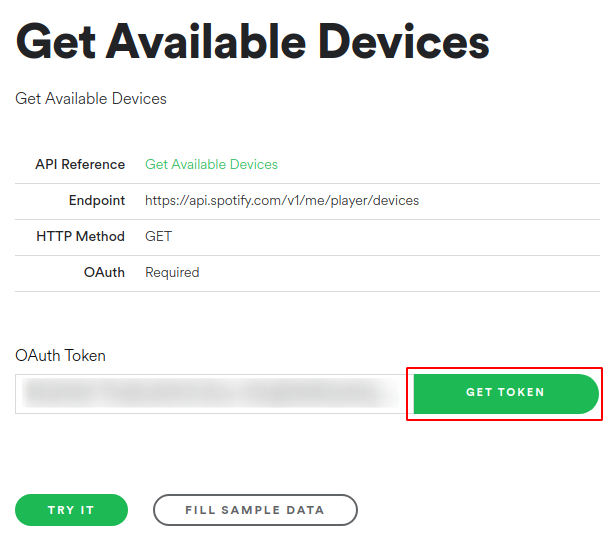 Get Available Devices
Get Available Devices
API Reference Get Available Devices
Endpoint https://api.spotify.com/v1/me/player/devices
HTTP Method GET
OAuth Required
OAuth Token
GET TOKEN
TRY IT FILL SAMPLE DATA